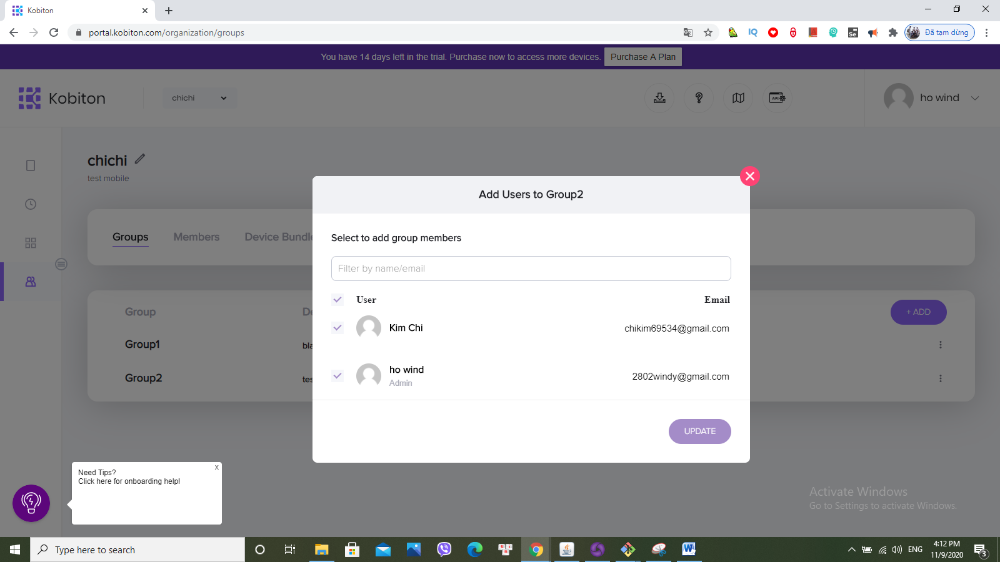 Kobiton
portal.kobiton.com/organization/groups
IQ
Se
Đã tạm dừng
You have 14 days left in the trial. Purchase now to access more devices.
Purchase A Plan
Kobiton
chichi
?
API
ho wind
chichi
test mobile
Groups
Members
Device Bundle
Group
De
+ ADD
Group1
bla
Group2
tes
Add Users to Group2
Select to add group members
Filter by name/email
User
Email
Kim Chi
chikim69534@gmail.com
ho wind
Admin
2802windy@gmail.com
UPDATE
Need Tips?
Click here for onboarding help!
X
Activate Windows
Go to Settings to activate Windows.
Type here to search
ENG
4:12 PM
11/9/2020
3